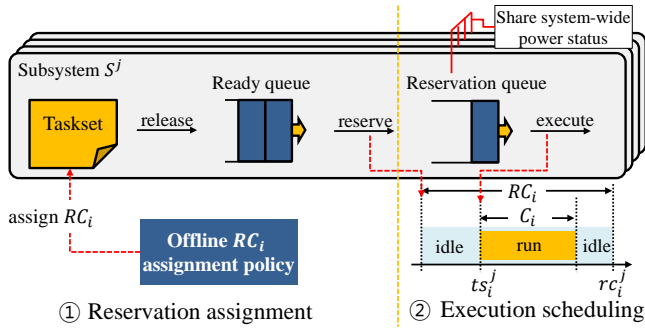 Share system-wide
power status
Subsystem $S^j$
Ready queue
Reservation queue
Taskset
release
reserve
execute
$RC_i$
assign $RC_i$
$C_i$
Offline $RC_i$
assignment policy
idle
run
idle
$ts_i^j$
$rc_i^j$
① Reservation assignment
② Execution scheduling